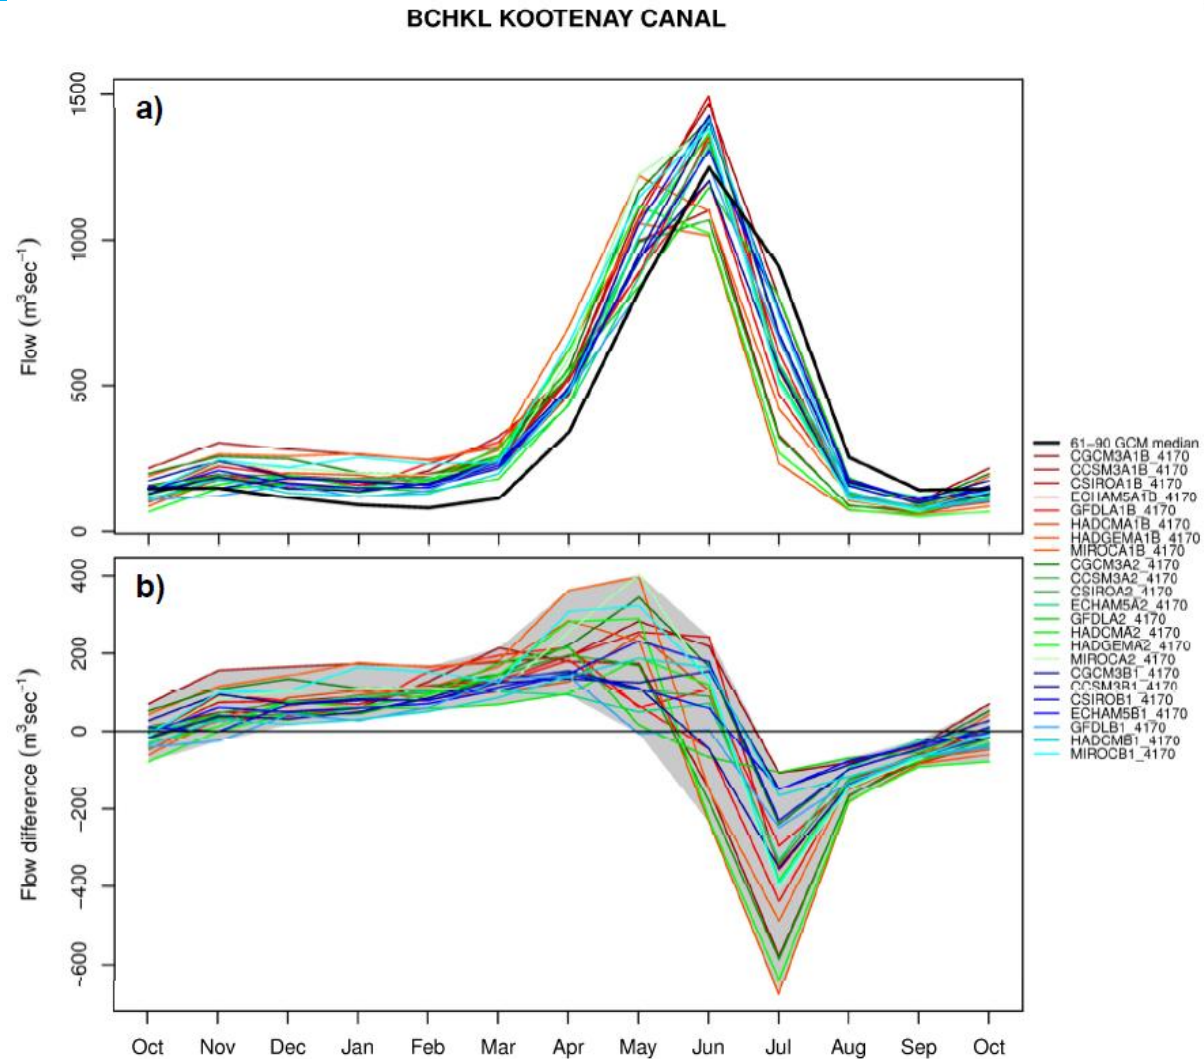 BCHKL KOOTENAY CANAL
a)
1500
1000
500
0
Flow (m³sec⁻¹)
b)
400
200
0
-200
-400
-600
Flow difference (m³sec⁻¹)
Oct Nov Dec Jan Feb Mar Apr May Jun Jul Aug Sep Oct
61–90 GCM median
CGCM3A1B_4170
CCSM3A1B_4170
CSIROA1B_4170
ECHAM5A1B_4170
GFDLA1B_4170
HADCMA1B_4170
HADGEMA1B_4170
MIROCA1B_4170
CGCM3A2_4170
CCSM3A2_4170
CSIROA2_4170
ECHAM5A2_4170
GFDLA2_4170
HADCMA2_4170
HADGEMA2_4170
MIROCA2_4170
CGCM3B1_4170
CCSM3B1_4170
CSIROB1_4170
ECHAM5B1_4170
GFDLB1_4170
HADCMB1_4170
MIROCB1_4170